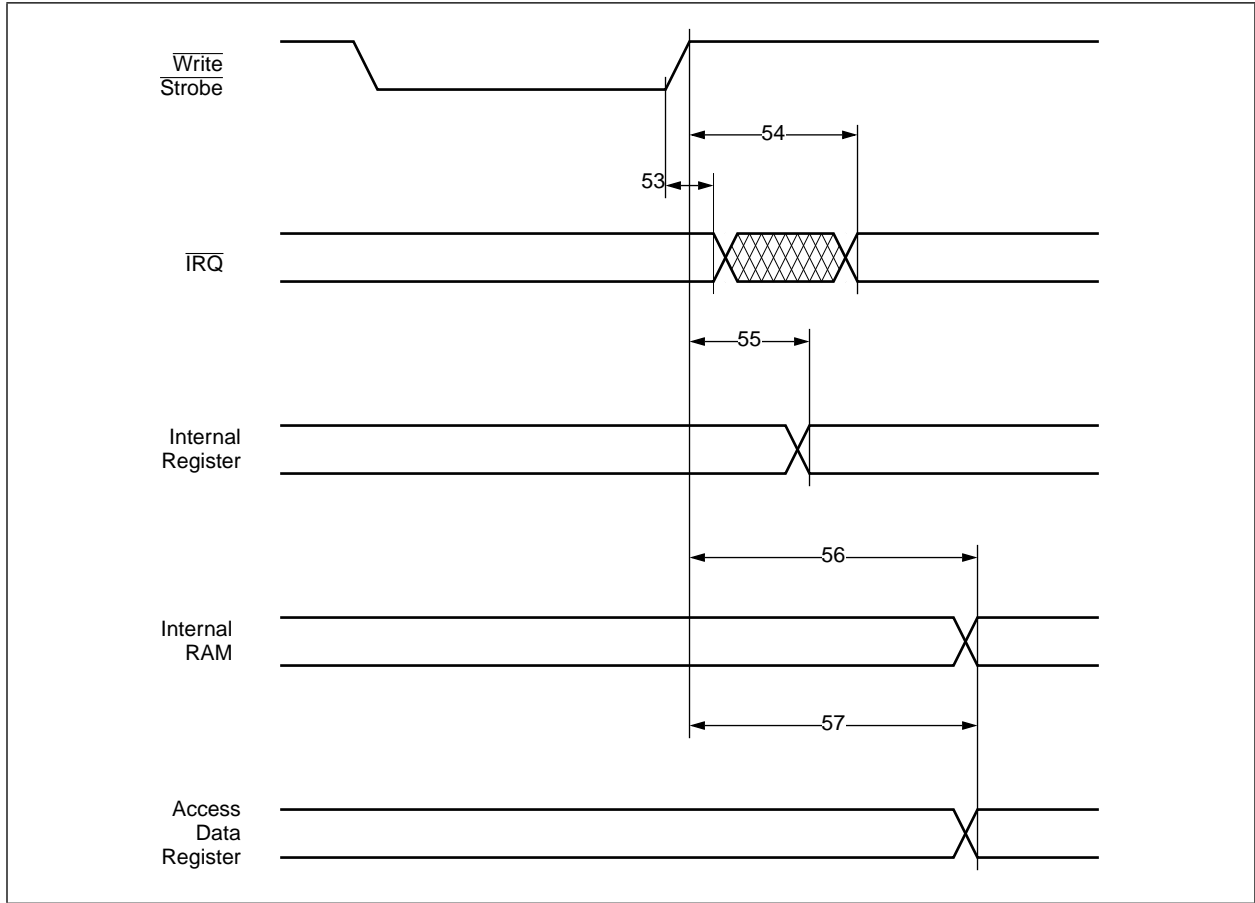 Write
Strobe
54
53
IRQ
55
Internal
Register
56
Internal
RAM
57
Access
Data
Register